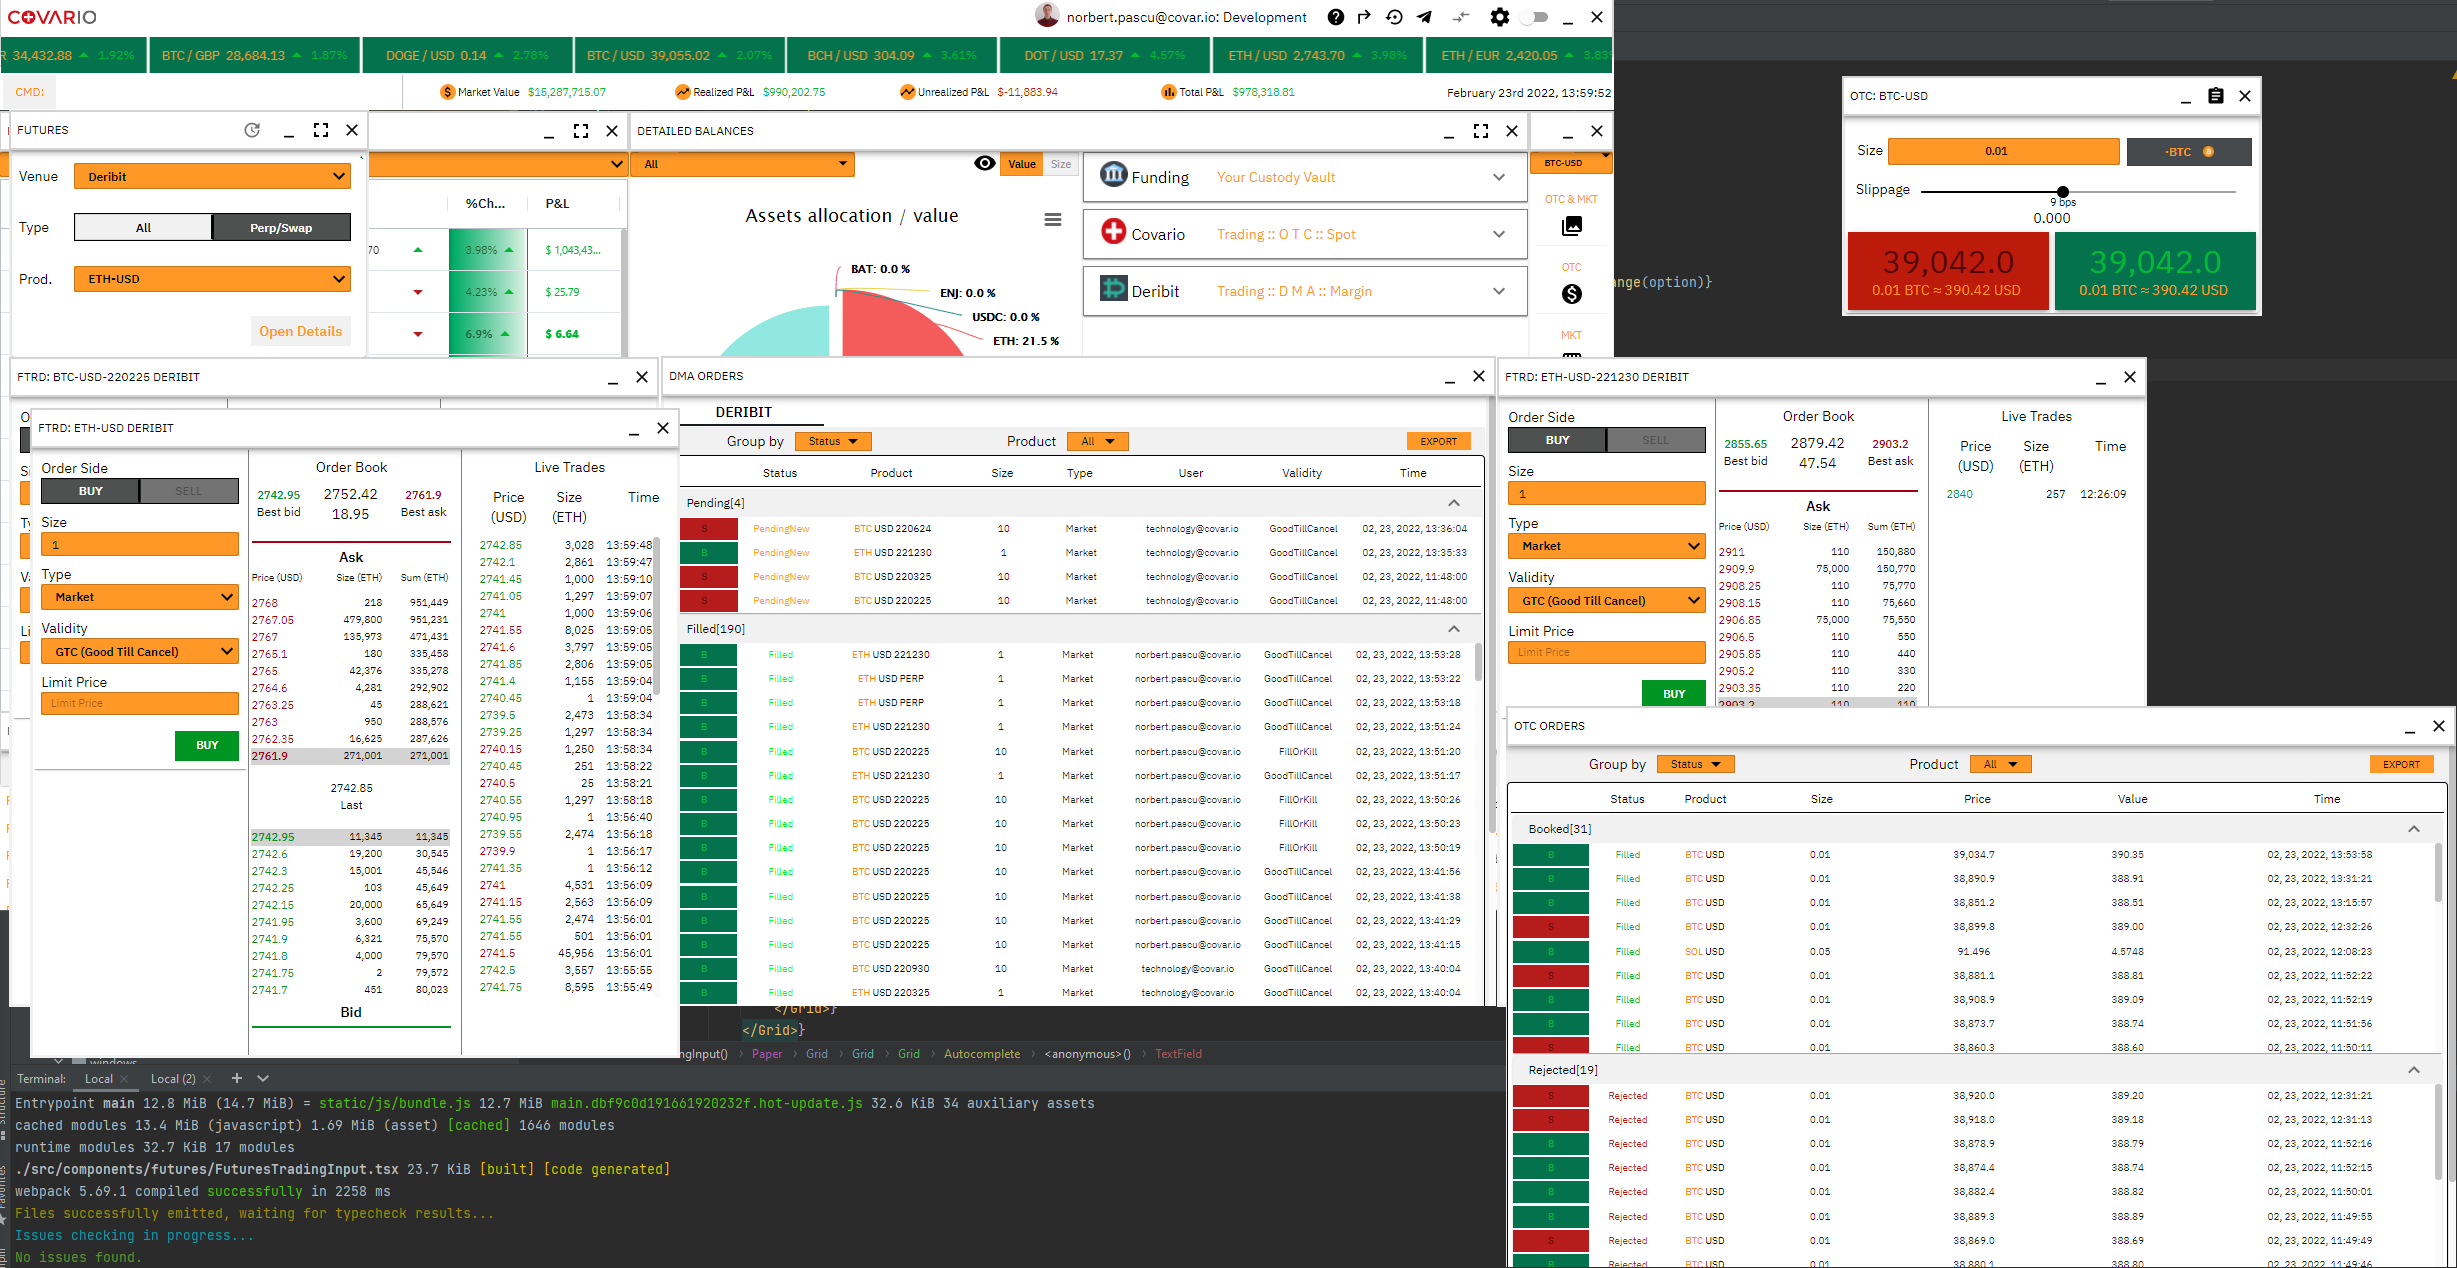 COVARIO
norbert.pascu@covar.io: Development
R 34,432.88 1.92%
BTC / GBP 28,684.13 1.87%
DOGE / USD 0.14 2.78%
BTC / USD 39,055.02 2.07%
BCH / USD 304.09 3.61%
DOT / USD 17.37 4.57%
ETH / USD 2,743.70 3.98%
ETH / EUR 2,420.05 3.83%
CMD:
Market Value $15,287,715.07
Realized P&L $990,202.75
Unrealized P&L $-11,883.94
Total P&L $978,318.81
February 23rd 2022, 13:59:52
FUTURES
Venue Deribit
Type All Perp/Swap
Prod. ETH-USD
Open Details
%Ch... P&L
70 3.98% $ 1,043,43...
4.23% $ 25.79
6.9% $ 6.64
DETAILED BALANCES
All
Value Size
Assets allocation / value
BAT: 0.0 %
ENJ: 0.0 %
USDC: 0.0 %
ETH: 21.5 %
Funding Your Custody Vault
Covario Trading :: O T C :: Spot
Deribit Trading :: D M A :: Margin
BTC-USD
OTC & MKT
OTC
MKT
ange(option)}
OTC: BTC-USD
Size 0.01 ·BTC
Slippage
9 bps
0.000
39,042.0 39,042.0
0.01 BTC ≈ 390.42 USD 0.01 BTC ≈ 390.42 USD
FTRD: BTC-USD-220225 DERIBIT
FTRD: ETH-USD DERIBIT
Order Side
BUY SELL
Size
1
Type
Market
Validity
GTC (Good Till Cancel)
Limit Price
Limit Price
BUY
Order Book
2742.95 2752.42 2761.9
Best bid 18.95 Best ask
Ask
Price (USD) Size (ETH) Sum (ETH)
2768 218 951,449
2767.05 479,800 951,231
2767 135,973 471,431
2765.1 180 335,458
2765 42,376 335,278
2764.6 4,281 292,902
2763.25 45 288,621
2763 950 288,576
2762.35 16,625 287,626
2761.9 271,001 271,001
2742.85
Last
2742.95 11,345 11,345
2742.6 19,200 30,545
2742.3 15,001 45,546
2742.25 103 45,649
2742.15 20,000 65,649
2741.95 3,600 69,249
2741.9 6,321 75,570
2741.8 4,000 79,570
2741.75 2 79,572
2741.7 451 80,023
Bid
Live Trades
Price (USD) Size (ETH) Time
2742.85 3,028 13:59:48
2742.1 2,861 13:59:47
2741.45 1,000 13:59:10
2741.05 1,297 13:59:07
2741 1,000 13:59:06
2741.55 8,025 13:59:05
2741.6 3,797 13:59:05
2741.85 2,806 13:59:05
2741.4 1,155 13:59:04
2740.45 1 13:59:04
2739.5 2,473 13:58:34
2739.25 1,297 13:58:34
2740.15 1,250 13:58:34
2740.45 251 13:58:22
2740.5 25 13:58:21
2740.55 1,297 13:58:18
2740.95 1 13:56:40
2739.55 2,474 13:56:18
2739.9 1 13:56:17
2741.35 1 13:56:12
2741 4,531 13:56:09
2741.15 2,563 13:56:09
2741.55 2,474 13:56:01
2741.55 501 13:56:01
2741.5 45,956 13:56:01
2742.5 3,557 13:55:55
2741.75 8,595 13:55:49
DMA ORDERS
DERIBIT
Group by Status Product All EXPORT
Status Product Size Type User Validity Time
Pending[4]
S PendingNew BTC USD 220624 10 Market technology@covar.io GoodTillCancel 02, 23, 2022, 13:36:04
B PendingNew ETH USD 221230 1 Market technology@covar.io GoodTillCancel 02, 23, 2022, 13:35:33
S PendingNew BTC USD 220325 10 Market technology@covar.io GoodTillCancel 02, 23, 2022, 11:48:00
S PendingNew BTC USD 220225 10 Market technology@covar.io GoodTillCancel 02, 23, 2022, 11:48:00
Filled[190]
B Filled ETH USD 221230 1 Market norbert.pascu@covar.io GoodTillCancel 02, 23, 2022, 13:53:28
B Filled ETH USD PERP 1 Market norbert.pascu@covar.io GoodTillCancel 02, 23, 2022, 13:53:22
B Filled ETH USD PERP 1 Market norbert.pascu@covar.io GoodTillCancel 02, 23, 2022, 13:53:18
B Filled ETH USD 221230 1 Market norbert.pascu@covar.io GoodTillCancel 02, 23, 2022, 13:51:24
B Filled BTC USD 220225 10 Market norbert.pascu@covar.io FillOrKill 02, 23, 2022, 13:51:20
B Filled ETH USD 221230 1 Market norbert.pascu@covar.io GoodTillCancel 02, 23, 2022, 13:51:17
B Filled BTC USD 220225 10 Market norbert.pascu@covar.io FillOrKill 02, 23, 2022, 13:50:26
B Filled BTC USD 220225 10 Market norbert.pascu@covar.io FillOrKill 02, 23, 2022, 13:50:23
B Filled BTC USD 220225 10 Market norbert.pascu@covar.io FillOrKill 02, 23, 2022, 13:50:19
B Filled BTC USD 220225 10 Market norbert.pascu@covar.io GoodTillCancel 02, 23, 2022, 13:41:56
B Filled BTC USD 220225 10 Market norbert.pascu@covar.io GoodTillCancel 02, 23, 2022, 13:41:38
B Filled BTC USD 220225 10 Market norbert.pascu@covar.io GoodTillCancel 02, 23, 2022, 13:41:29
B Filled BTC USD 220225 10 Market norbert.pascu@covar.io GoodTillCancel 02, 23, 2022, 13:41:15
B Filled BTC USD 220930 10 Market technology@covar.io GoodTillCancel 02, 23, 2022, 13:40:04
B Filled ETH USD 220325 1 Market technology@covar.io GoodTillCancel 02, 23, 2022, 13:40:04
FTRD: ETH-USD-221230 DERIBIT
Order Side
BUY SELL
Size
1
Type
Market
Validity
GTC (Good Till Cancel)
Limit Price
Limit Price
BUY
Order Book
2855.65 2879.42 2903.2
Best bid 47.54 Best ask
Ask
Price (USD) Size (ETH) Sum (ETH)
2911 110 150,880
2909.9 75,000 150,770
2908.25 110 75,770
2908.15 110 75,660
2906.85 75,000 75,550
2906.5 110 550
2905.85 110 440
2905.2 110 330
2903.35 110 220
2903.2 110 110
Live Trades
Price (USD) Size (ETH) Time
2840 257 12:26:09
OTC ORDERS
Group by Status Product All EXPORT
Status Product Size Price Value Time
Booked[31]
B Filled BTC USD 0.01 39,034.7 390.35 02, 23, 2022, 13:53:58
B Filled BTC USD 0.01 38,890.9 388.91 02, 23, 2022, 13:31:21
B Filled BTC USD 0.01 38,851.2 388.51 02, 23, 2022, 13:15:57
S Filled BTC USD 0.01 38,899.8 389.00 02, 23, 2022, 12:32:26
B Filled SOL USD 0.05 91.496 4.5748 02, 23, 2022, 12:08:23
S Filled BTC USD 0.01 38,881.1 388.81 02, 23, 2022, 11:52:22
B Filled BTC USD 0.01 38,908.9 389.09 02, 23, 2022, 11:52:19
B Filled BTC USD 0.01 38,873.7 388.74 02, 23, 2022, 11:51:56
S Filled BTC USD 0.01 38,860.3 388.60 02, 23, 2022, 11:50:11
Rejected[19]
S Rejected BTC USD 0.01 38,920.0 389.20 02, 23, 2022, 12:31:21
S Rejected BTC USD 0.01 38,918.0 389.18 02, 23, 2022, 12:31:13
B Rejected BTC USD 0.01 38,878.9 388.79 02, 23, 2022, 11:52:16
B Rejected BTC USD 0.01 38,874.4 388.74 02, 23, 2022, 11:52:15
B Rejected BTC USD 0.01 38,882.4 388.82 02, 23, 2022, 11:50:01
B Rejected BTC USD 0.01 38,889.3 388.89 02, 23, 2022, 11:49:55
S Rejected BTC USD 0.01 38,869.0 388.69 02, 23, 2022, 11:49:49
B Rejected BTC USD 0.01 38,880.1 388.80 02, 23, 2022, 11:49:46
</Grid>}
</Grid>}
windows
ngInput() › Paper › Grid › Grid › Grid › Autocomplete › <anonymous>() › TextField
Terminal: Local × Local (2) × +
Entrypoint main 12.8 MiB (14.7 MiB) = static/js/bundle.js 12.7 MiB main.dbf9c0d191661920232f.hot-update.js 32.6 KiB 34 auxiliary assets
cached modules 13.4 MiB (javascript) 1.69 MiB (asset) [cached] 1646 modules
runtime modules 32.7 KiB 17 modules
./src/components/futures/FuturesTradingInput.tsx 23.7 KiB [built] [code generated]
webpack 5.69.1 compiled successfully in 2258 ms
Files successfully emitted, waiting for typecheck results...
Issues checking in progress...
No issues found.